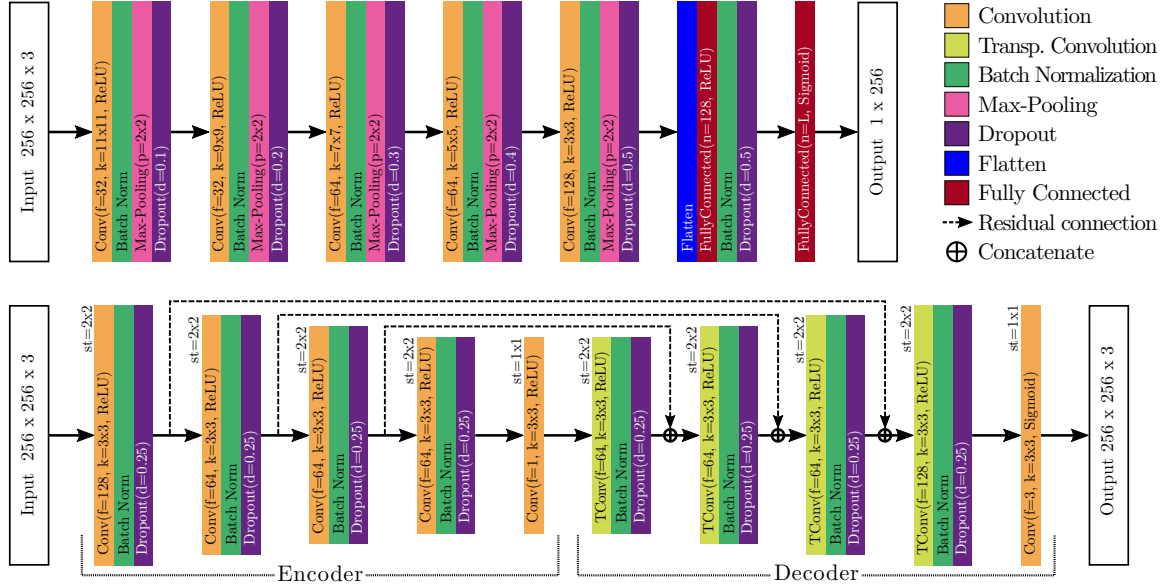 Input 256 x 256 x 3
Conv(f=32, k=11x11, ReLU)
Batch Norm
Max-Pooling(p=2x2)
Dropout(d=0.1)
Conv(f=32, k=9x9, ReLU)
Batch Norm
Max-Pooling(p=2x2)
Dropout(d=0.2)
Conv(f=64, k=7x7, ReLU)
Batch Norm
Max-Pooling(p=2x2)
Dropout(d=0.3)
Conv(f=64, k=5x5, ReLU)
Batch Norm
Max-Pooling(p=2x2)
Dropout(d=0.4)
Conv(f=128, k=3x3, ReLU)
Batch Norm
Max-Pooling(p=2x2)
Dropout(d=0.5)
Flatten
FullyConnected(n=128, ReLU)
Batch Norm
Dropout(d=0.5)
FullyConnected(n=L, Sigmoid)
Output 1 x 256
Convolution
Transp. Convolution
Batch Normalization
Max-Pooling
Dropout
Flatten
Fully Connected
Residual connection
Concatenate
Input 256 x 256 x 3
st=2x2
Conv(f=128, k=3x3, ReLU)
Batch Norm
Dropout(d=0.25)
st=2x2
Conv(f=64, k=3x3, ReLU)
Batch Norm
Dropout(d=0.25)
st=2x2
Conv(f=64, k=3x3, ReLU)
Batch Norm
Dropout(d=0.25)
st=2x2
Conv(f=64, k=3x3, ReLU)
Batch Norm
Dropout(d=0.25)
st=1x1
Conv(f=1, k=3x3, ReLU)
st=2x2
TConv(f=64, k=3x3, ReLU)
Batch Norm
Dropout(d=0.25)
st=2x2
TConv(f=64, k=3x3, ReLU)
Batch Norm
Dropout(d=0.25)
st=2x2
TConv(f=64, k=3x3, ReLU)
Batch Norm
Dropout(d=0.25)
st=2x2
TConv(f=128, k=3x3, ReLU)
Batch Norm
Dropout(d=0.25)
st=1x1
Conv(f=3, k=3x3, Sigmoid)
Output 256 x 256 x 3
Encoder
Decoder